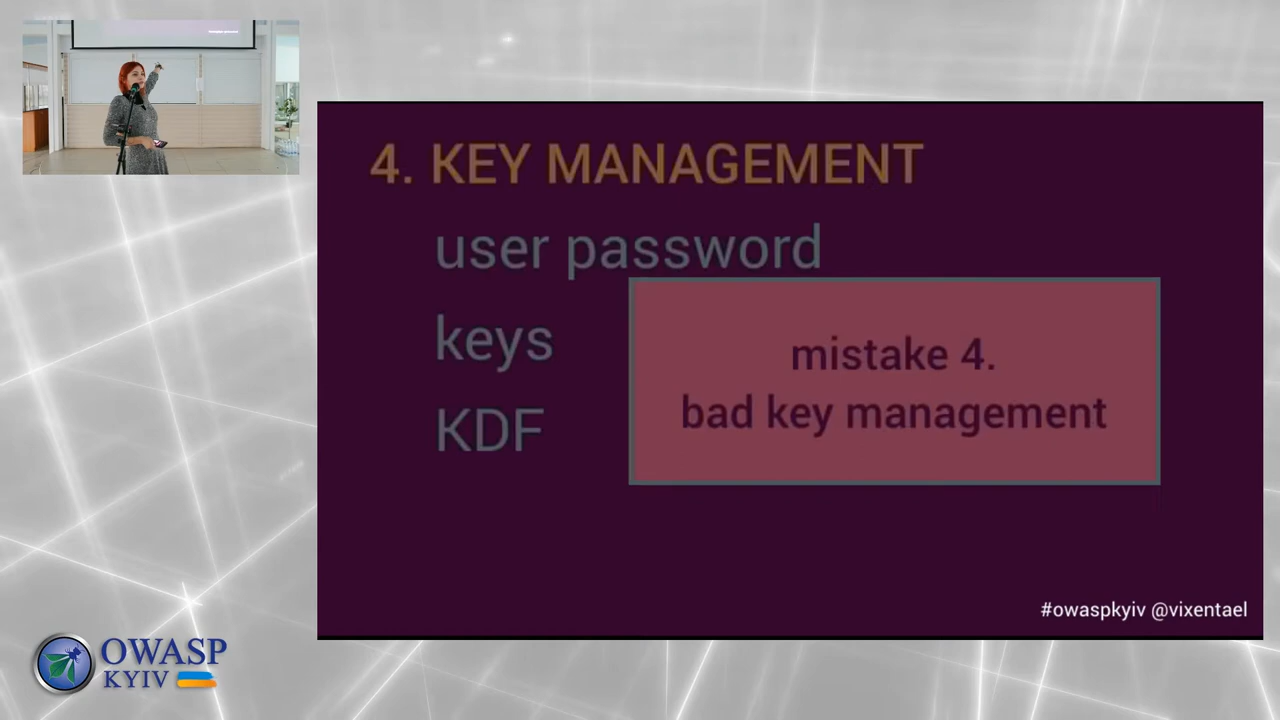 4. KEY MANAGEMENT
user password
keys
KDF
mistake 4.
bad key management
#owaspkyiv @vixentael
OWASP
KYIV